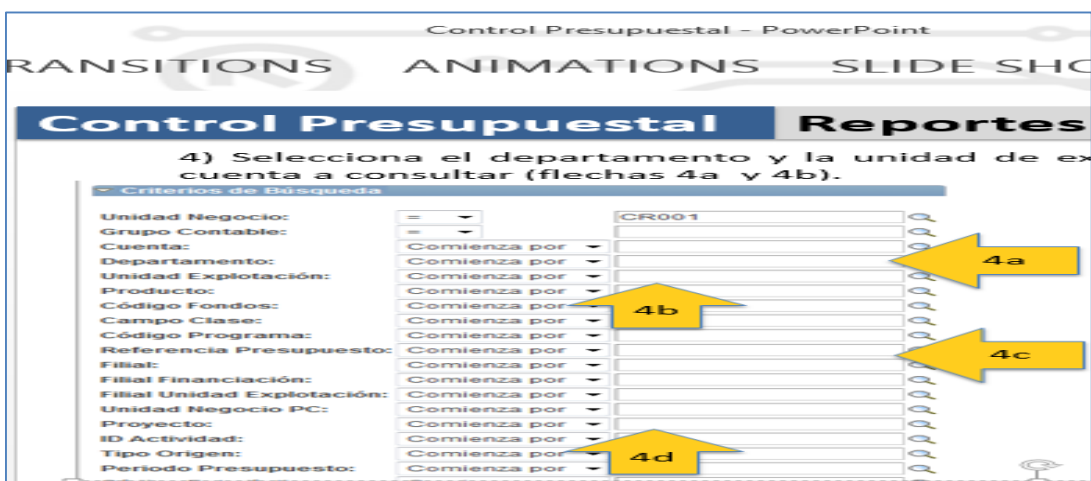 Control Presupuestal - PowerPoint
RANSITIONS ANIMATIONS SLIDE SHO
Control Presupuestal Reportes
4) Selecciona el departamento y la unidad de ex
cuenta a consultar (flechas 4a y 4b).
Criterios de Búsqueda
Unidad Negocio: = CR001
Grupo Contable: =
Cuenta: Comienza por
Departamento: Comienza por 4a
Unidad Explotación: Comienza por
Producto: Comienza por
Código Fondos: Comienza por 4b
Campo Clase: Comienza por
Código Programa: Comienza por
Referencia Presupuesto: Comienza por 4c
Filial: Comienza por
Filial Financiación: Comienza por
Filial Unidad Explotación: Comienza por
Unidad Negocio PC: Comienza por
Proyecto: Comienza por
ID Actividad: Comienza por
Tipo Origen: Comienza por 4d
Periodo Presupuesto: Comienza por